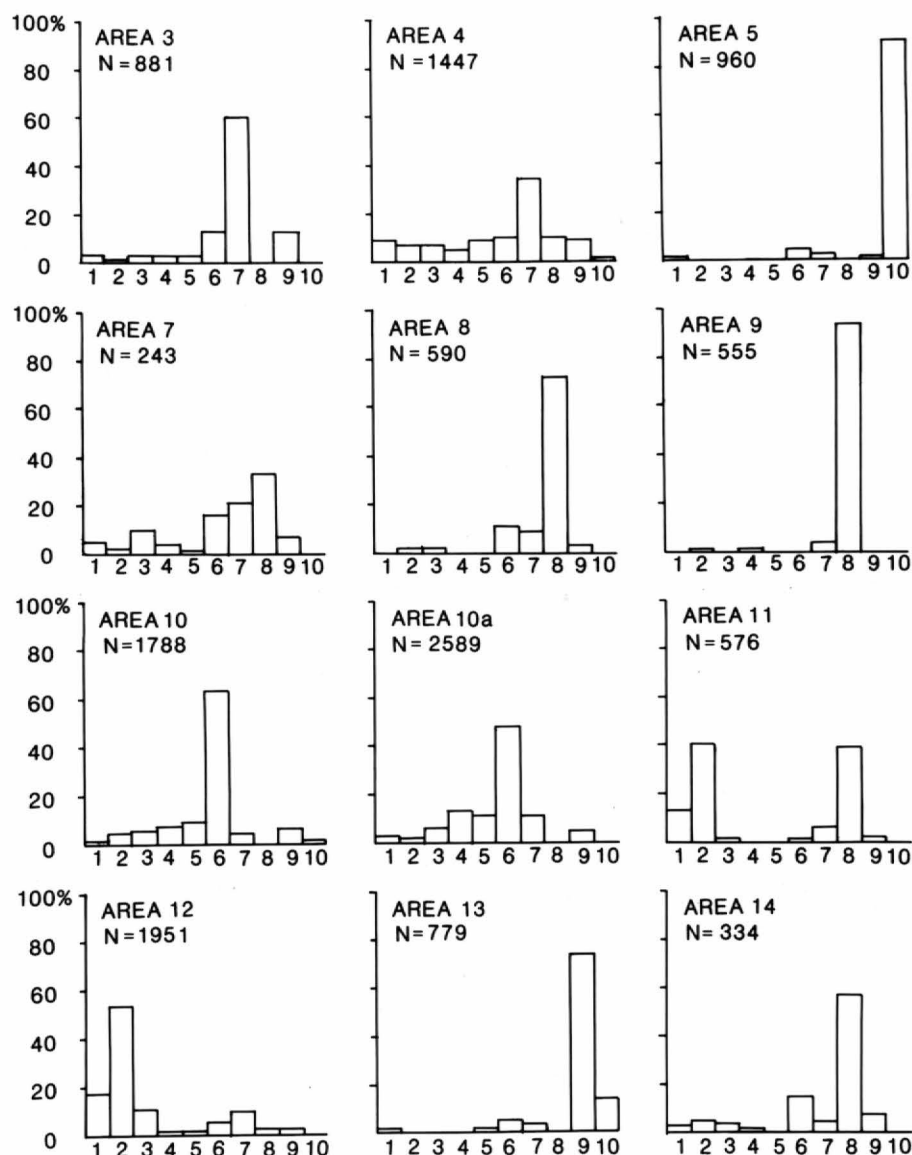 100%
80
60
40
20
0
AREA 3
N = 881
1 2 3 4 5 6 7 8 9 10
AREA 4
N = 1447
1 2 3 4 5 6 7 8 9 10
AREA 5
N = 960
1 2 3 4 5 6 7 8 9 10
100%
80
60
40
20
0
AREA 7
N = 243
1 2 3 4 5 6 7 8 9 10
AREA 8
N = 590
1 2 3 4 5 6 7 8 9 10
AREA 9
N = 555
1 2 3 4 5 6 7 8 9 10
100%
80
60
40
20
0
AREA 10
N = 1788
1 2 3 4 5 6 7 8 9 10
AREA 10a
N = 2589
1 2 3 4 5 6 7 8 9 10
AREA 11
N = 576
1 2 3 4 5 6 7 8 9 10
100%
80
60
40
20
0
AREA 12
N = 1951
1 2 3 4 5 6 7 8 9 10
AREA 13
N = 779
1 2 3 4 5 6 7 8 9 10
AREA 14
N = 334
1 2 3 4 5 6 7 8 9 10